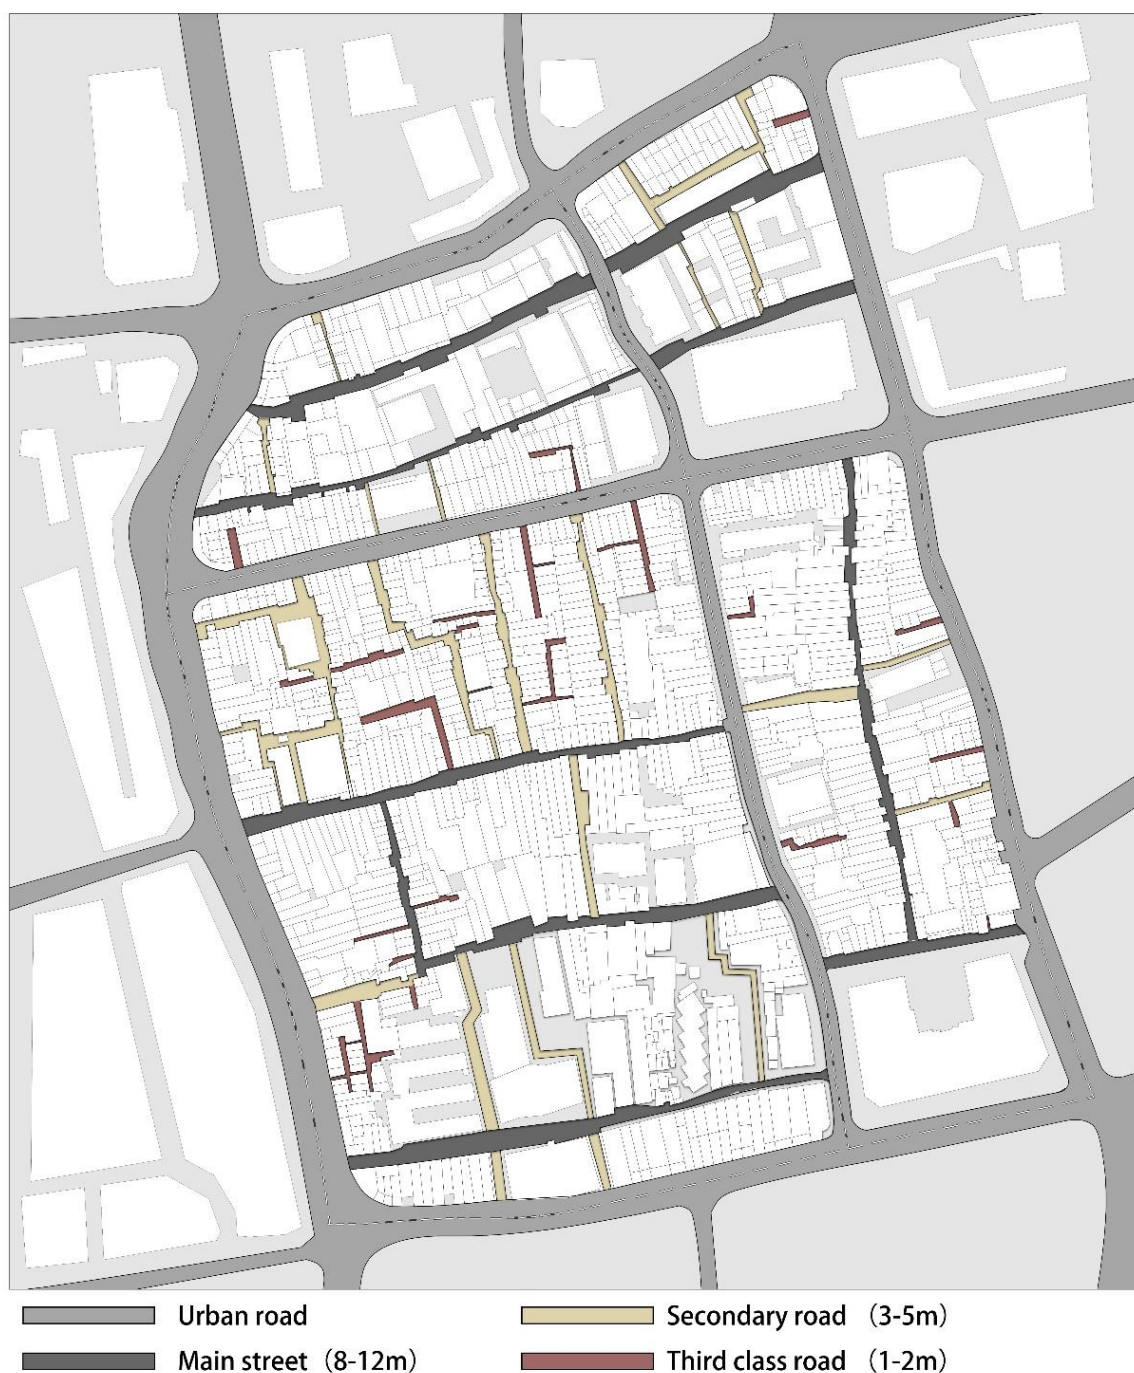 Urban road
Secondary road （3-5m）
Main street（8-12m）
Third class road （1-2m）